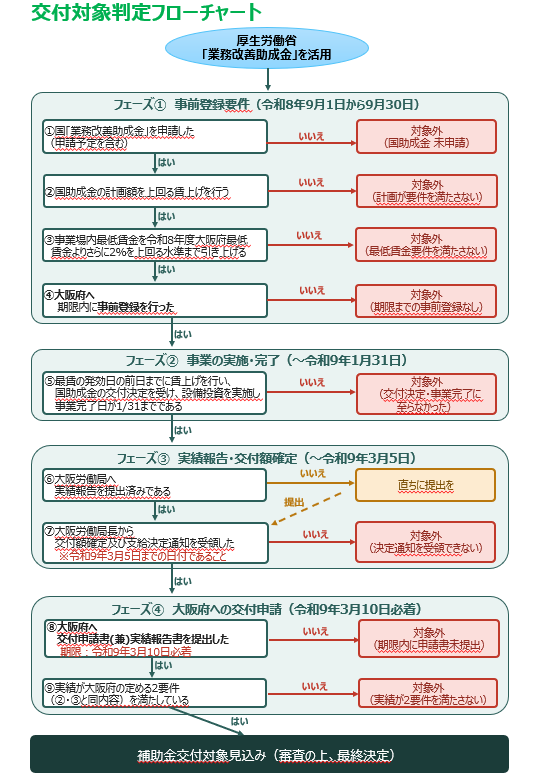 交付対象判定フローチャート
厚生労働省
「業務改善助成金」を活用
フェーズ① 事前登録要件（令和8年9月1日から9月30日）
①国「業務改善助成金」を申請した
（申請予定を含む）
いいえ
対象外
（国助成金 未申請）
はい
②国助成金の計画額を上回る賃上げを行う
いいえ
対象外
（計画が要件を満たさない）
はい
③事業場内最低賃金を令和8年度大阪府最低
賃金よりさらに2%を上回る水準まで引き上げる
いいえ
対象外
（最低賃金要件を満たさない）
はい
④大阪府へ
期限内に事前登録を行った
いいえ
対象外
（期限までの事前登録なし）
はい
フェーズ② 事業の実施・完了（～令和9年1月31日）
⑤最賃の発効日の前日までに賃上げを行い、
国助成金の交付決定を受け、設備投資を実施し
事業完了日が1/31までである
いいえ
対象外
（交付決定・事業完了に
至らなかった）
はい
フェーズ③ 実績報告・交付額確定（～令和9年3月5日）
⑥大阪労働局へ
実績報告を提出済みである
いいえ
直ちに提出を
はい
提出
⑦大阪労働局長から
交付額確定及び支給決定通知を受領した
※令和9年3月5日までの日付であること
いいえ
対象外
（決定通知を受領できない）
はい
フェーズ④ 大阪府への交付申請（令和9年3月10日必着）
⑧大阪府へ
交付申請書(兼)実績報告書を提出した
期限：令和9年3月10日必着
いいえ
対象外
（期限内に申請書未提出）
はい
⑨実績が大阪府の定める2要件
（②・③と同内容）を満たしている
いいえ
対象外
（実績が2要件を満たさない）
はい
補助金交付対象見込み（審査の上、最終決定）